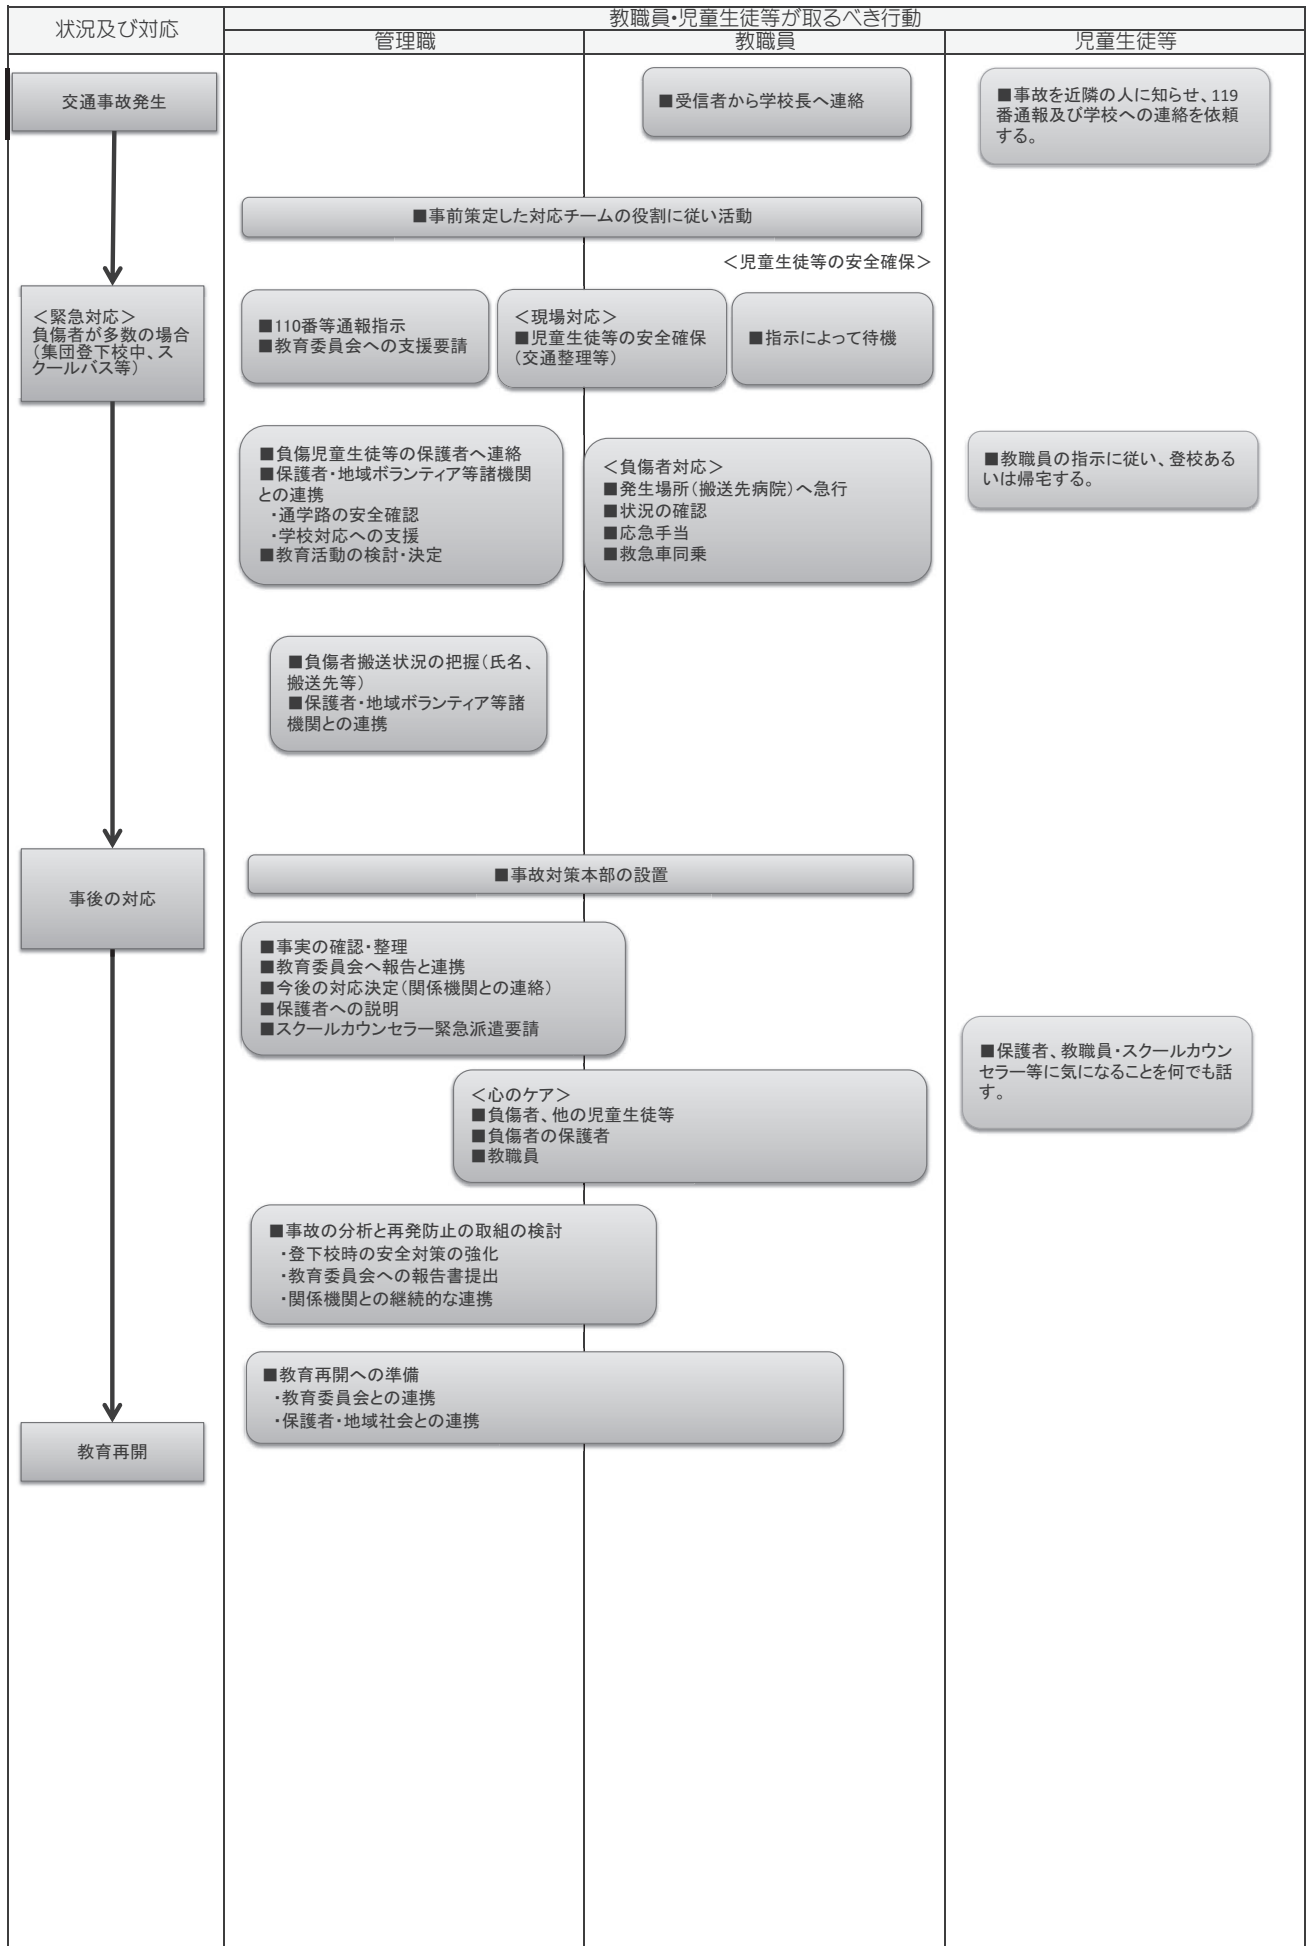 状況及び対応
教職員・児童生徒等が取るべき行動
管理職
教職員
児童生徒等
交通事故発生
■受信者から学校長へ連絡
■事故を近隣の人に知らせ、119
番通報及び学校への連絡を依頼
する。
■事前策定した対応チームの役割に従い活動
＜児童生徒等の安全確保＞
＜緊急対応＞
負傷者が多数の場合
（集団登下校中、ス
クールバス等）
■110番等通報指示
■教育委員会への支援要請
＜現場対応＞
■児童生徒等の安全確保
（交通整理等）
■指示によって待機
■負傷児童生徒等の保護者へ連絡
■保護者・地域ボランティア等諸機関
との連携
・通学路の安全確認
・学校対応への支援
■教育活動の検討・決定
＜負傷者対応＞
■発生場所（搬送先病院）へ急行
■状況の確認
■応急手当
■救急車同乗
■教職員の指示に従い、登校ある
いは帰宅する。
■負傷者搬送状況の把握（氏名、
搬送先等）
■保護者・地域ボランティア等諸
機関との連携
事後の対応
■事故対策本部の設置
■事実の確認・整理
■教育委員会へ報告と連携
■今後の対応決定（関係機関との連絡）
■保護者への説明
■スクールカウンセラー緊急派遣要請
■保護者、教職員・スクールカウン
セラー等に気になることを何でも話
す。
＜心のケア＞
■負傷者、他の児童生徒等
■負傷者の保護者
■教職員
■事故の分析と再発防止の取組の検討
・登下校時の安全対策の強化
・教育委員会への報告書提出
・関係機関との継続的な連携
■教育再開への準備
・教育委員会との連携
・保護者・地域社会との連携
教育再開